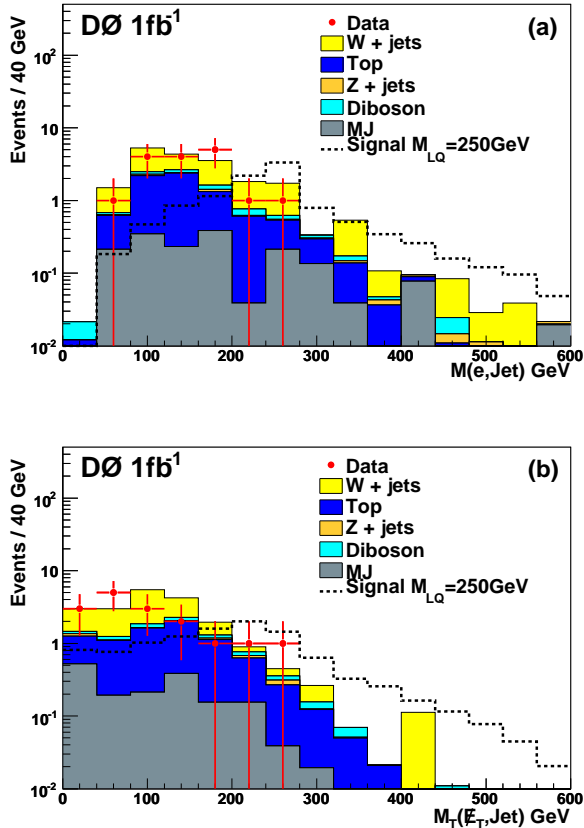 DØ 1fb⁻¹
(a)
Data
W + jets
Top
Z + jets
Diboson
MJ
Signal M_LQ=250GeV
Events / 40 GeV
10²
10
1
10⁻¹
10⁻²
0 100 200 300 400 500 600
M(e,Jet) GeV
DØ 1fb⁻¹
(b)
Data
W + jets
Top
Z + jets
Diboson
MJ
Signal M_LQ=250GeV
Events / 40 GeV
10²
10
1
10⁻¹
10⁻²
0 100 200 300 400 500 600
M_T(E̸_T,Jet) GeV